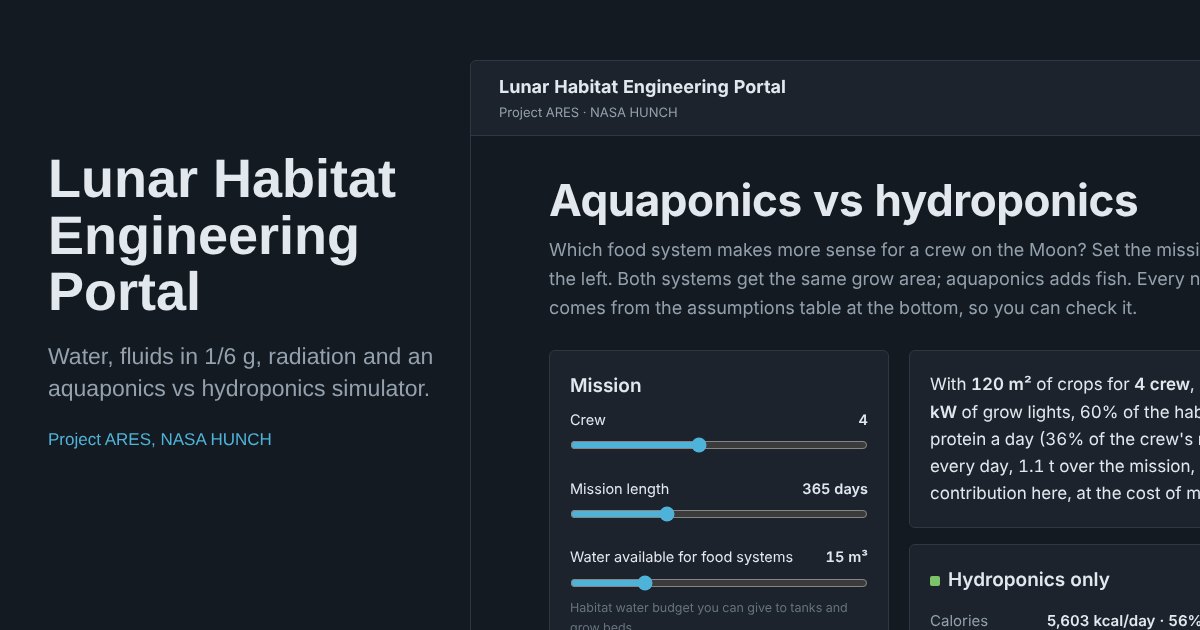 Lunar Habitat
Engineering
Portal
Water, fluids in 1/6 g, radiation and an
aquaponics vs hydroponics simulator.
Project ARES, NASA HUNCH
Lunar Habitat Engineering Portal
Project ARES · NASA HUNCH
Aquaponics vs hydroponics
Which food system makes more sense for a crew on the Moon? Set the
the left. Both systems get the same grow area; aquaponics adds fish. Every
comes from the assumptions table at the bottom, so you can check it.
Mission
Crew 4
Mission length 365 days
Water available for food systems 15 m³
Habitat water budget you can give to tanks and
grow beds.
With 120 m² of crops for 4 crew,
kW of grow lights, 60% of the
protein a day (36% of the crew's
every day, 1.1 t over the mission,
contribution here, at the cost of
Hydroponics only
Calories 5,603 kcal/day · 56%